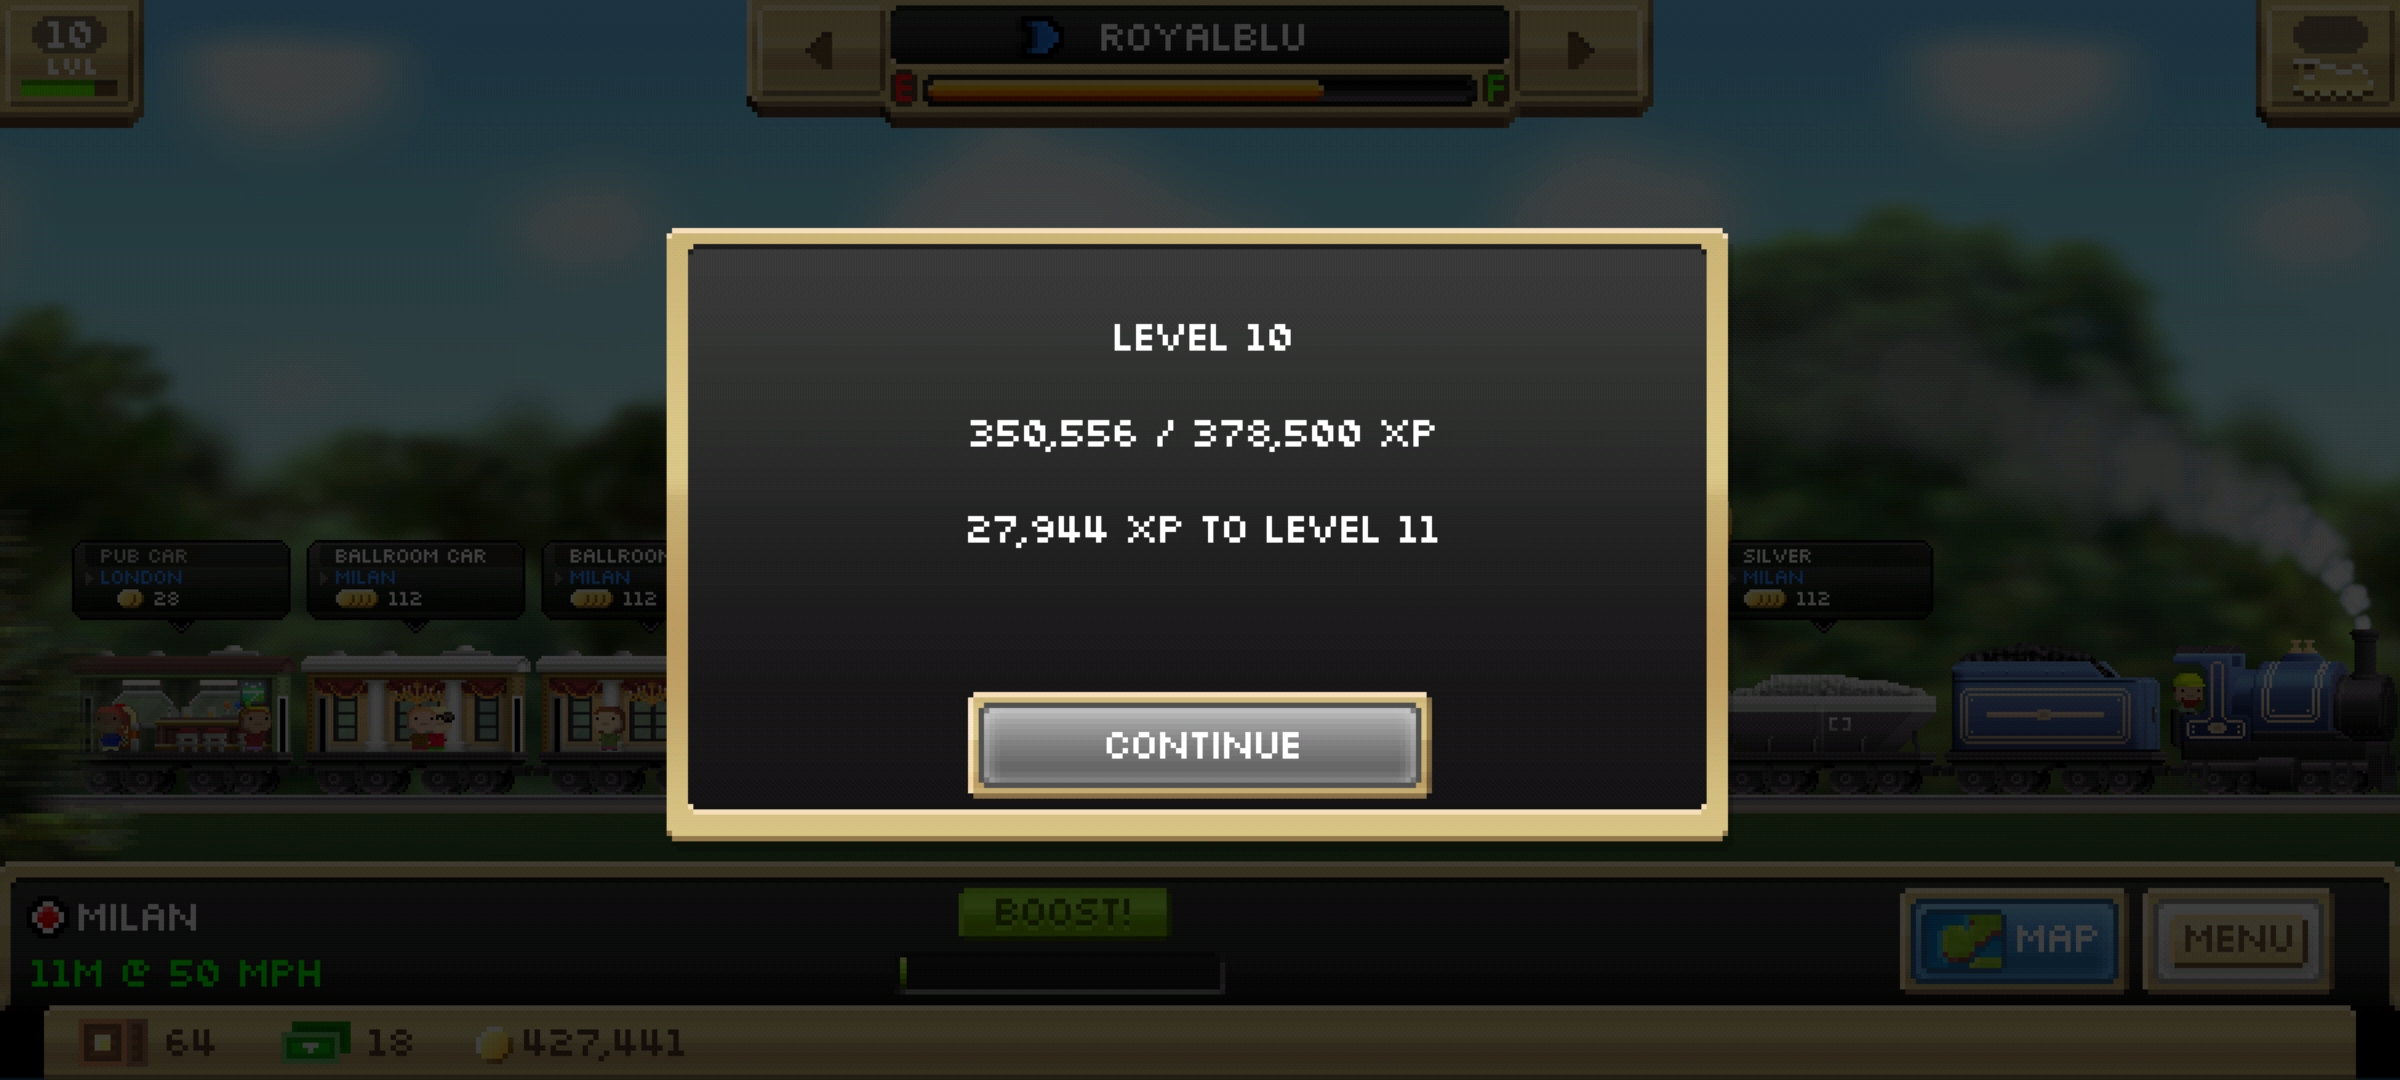 10
LVL
ROYALBLU
E
F
LEVEL 10
350,556 / 378,500 XP
27,944 XP TO LEVEL 11
CONTINUE
PUB CAR
LONDON
28
BALLROOM CAR
MILAN
112
BALLROOM
MILAN
112
SILVER
MILAN
112
MILAN
11M @ 50 MPH
BOOST!
MAP
MENU
64
18
427,441